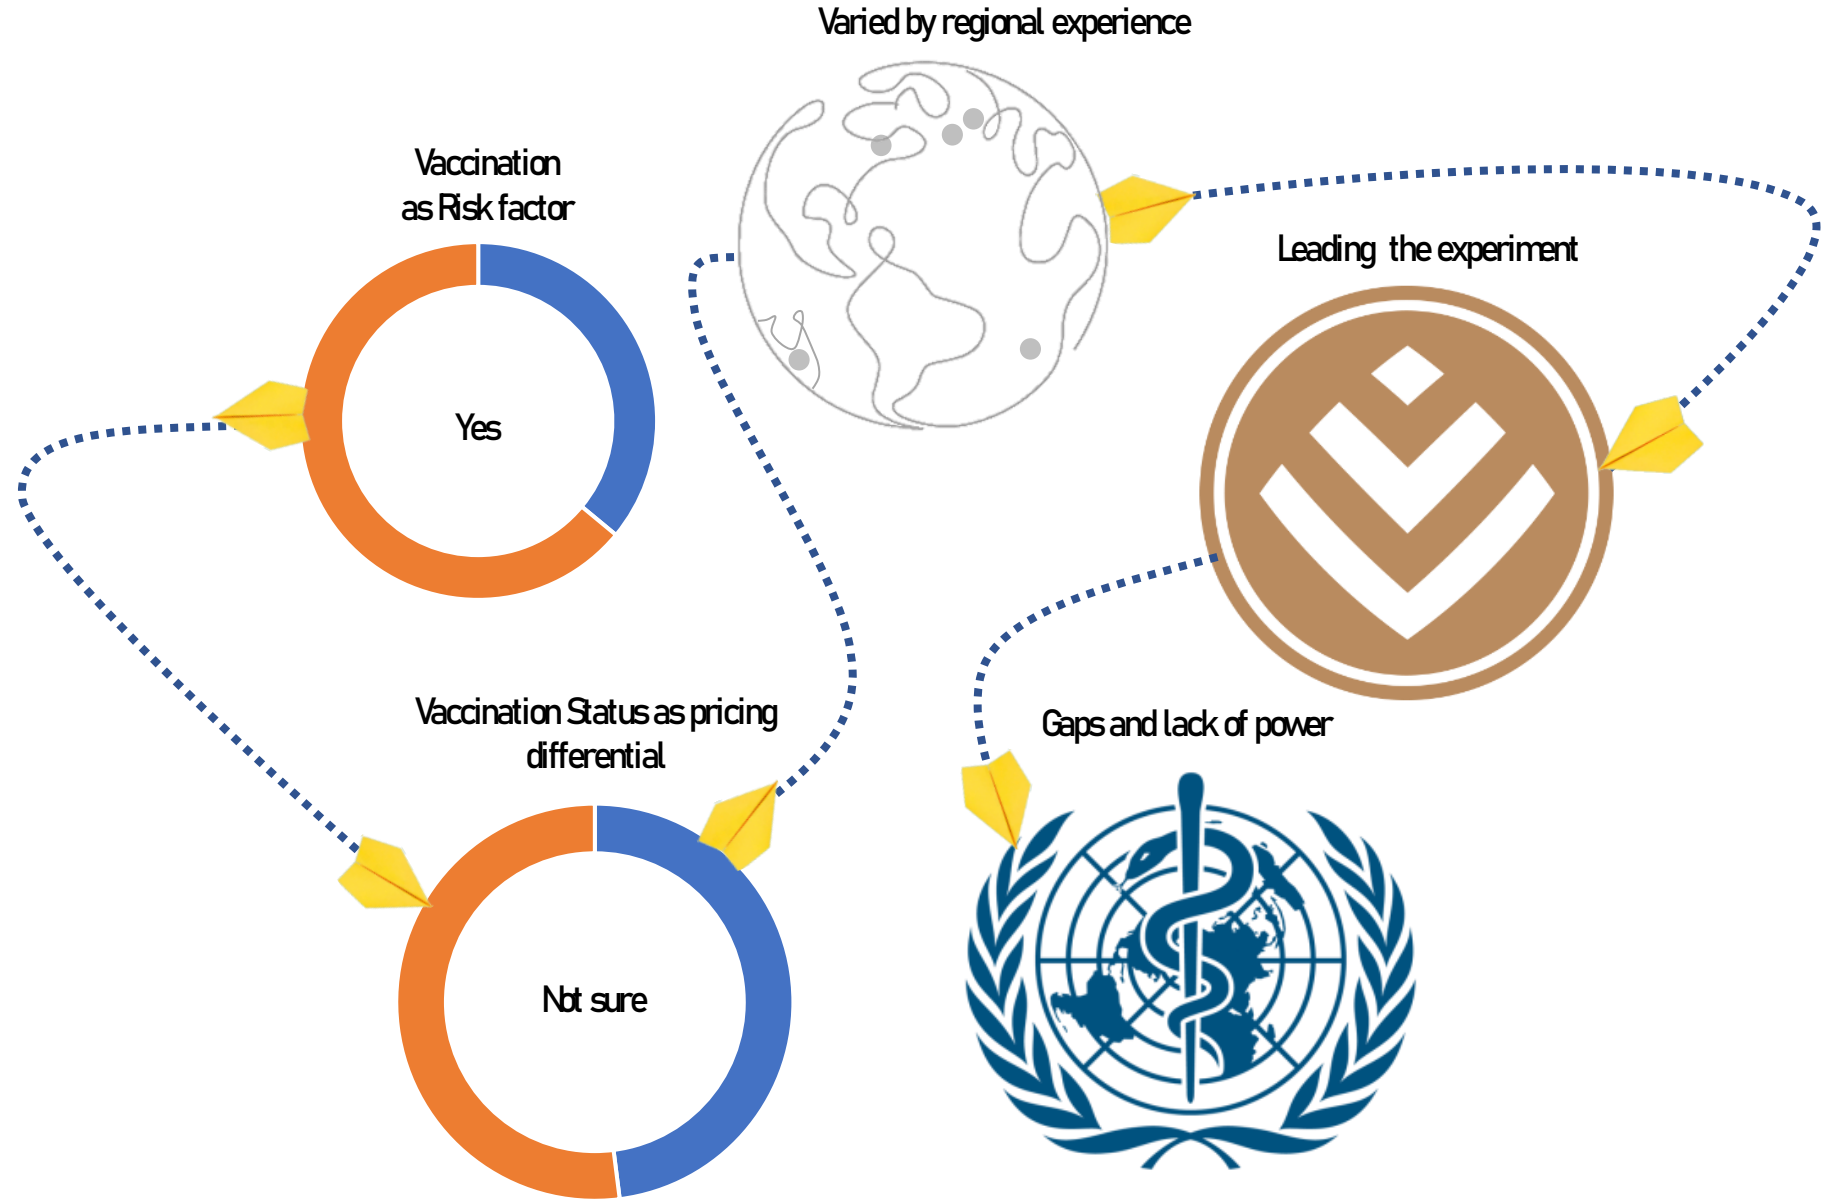 Varied by regional experience
Vaccination
as Risk factor
Yes
Leading the experiment
Vaccination Status as pricing
differential
Not sure
Gaps and lack of power